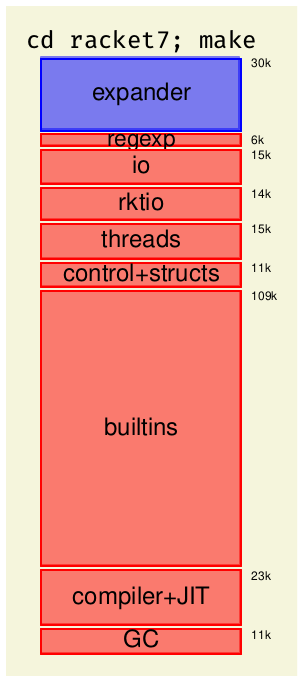 cd racket7; make
30k
expander
6k
regexp
15k
io
14k
rktio
15k
threads
11k
control+structs
109k
builtins
23k
compiler+JIT
11k
GC